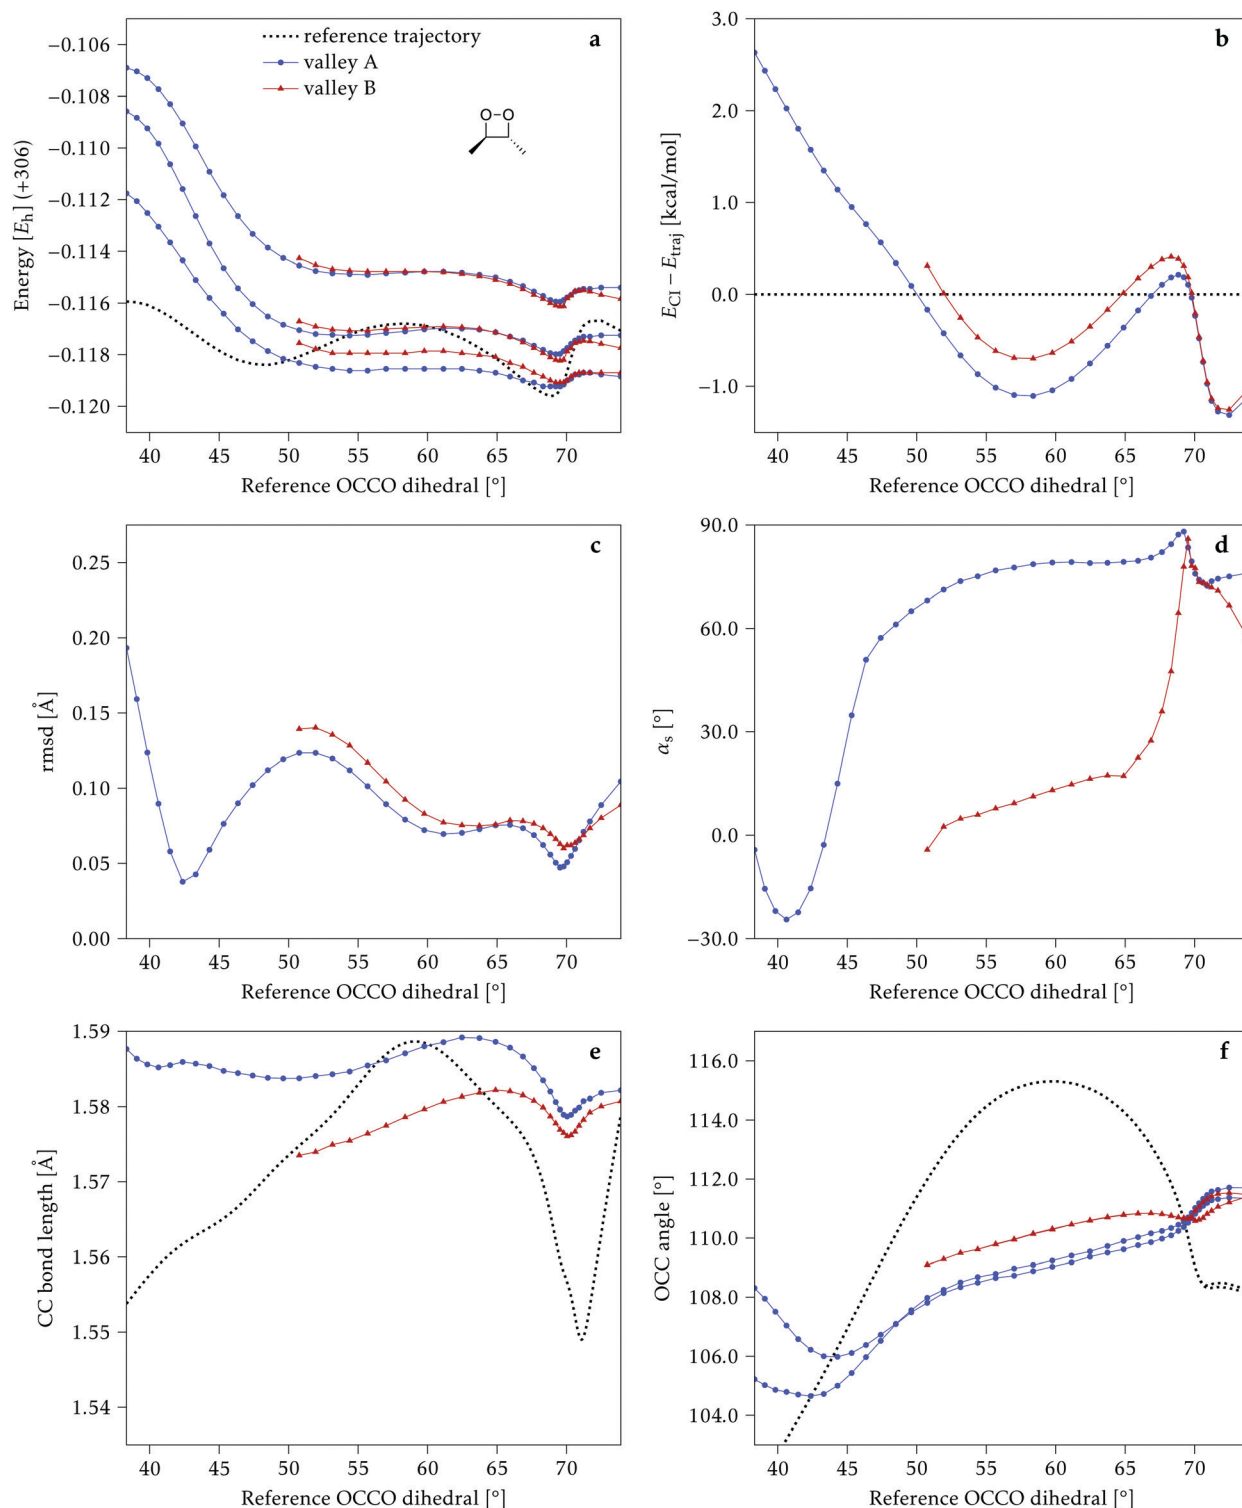 a
reference trajectory
valley A
valley B
O–O
−0.106
−0.108
−0.110
−0.112
−0.114
−0.116
−0.118
−0.120
Energy [Eh] (+306)
40 45 50 55 60 65 70
Reference OCCO dihedral [°]
b
3.0
2.0
1.0
0.0
−1.0
ECI − Etraj [kcal/mol]
40 45 50 55 60 65 70
Reference OCCO dihedral [°]
c
0.25
0.20
0.15
0.10
0.05
0.00
rmsd [Å]
40 45 50 55 60 65 70
Reference OCCO dihedral [°]
d
90.0
60.0
30.0
0.0
−30.0
αs [°]
40 45 50 55 60 65 70
Reference OCCO dihedral [°]
e
1.59
1.58
1.57
1.56
1.55
1.54
CC bond length [Å]
40 45 50 55 60 65 70
Reference OCCO dihedral [°]
f
116.0
114.0
112.0
110.0
108.0
106.0
104.0
OCC angle [°]
40 45 50 55 60 65 70
Reference OCCO dihedral [°]